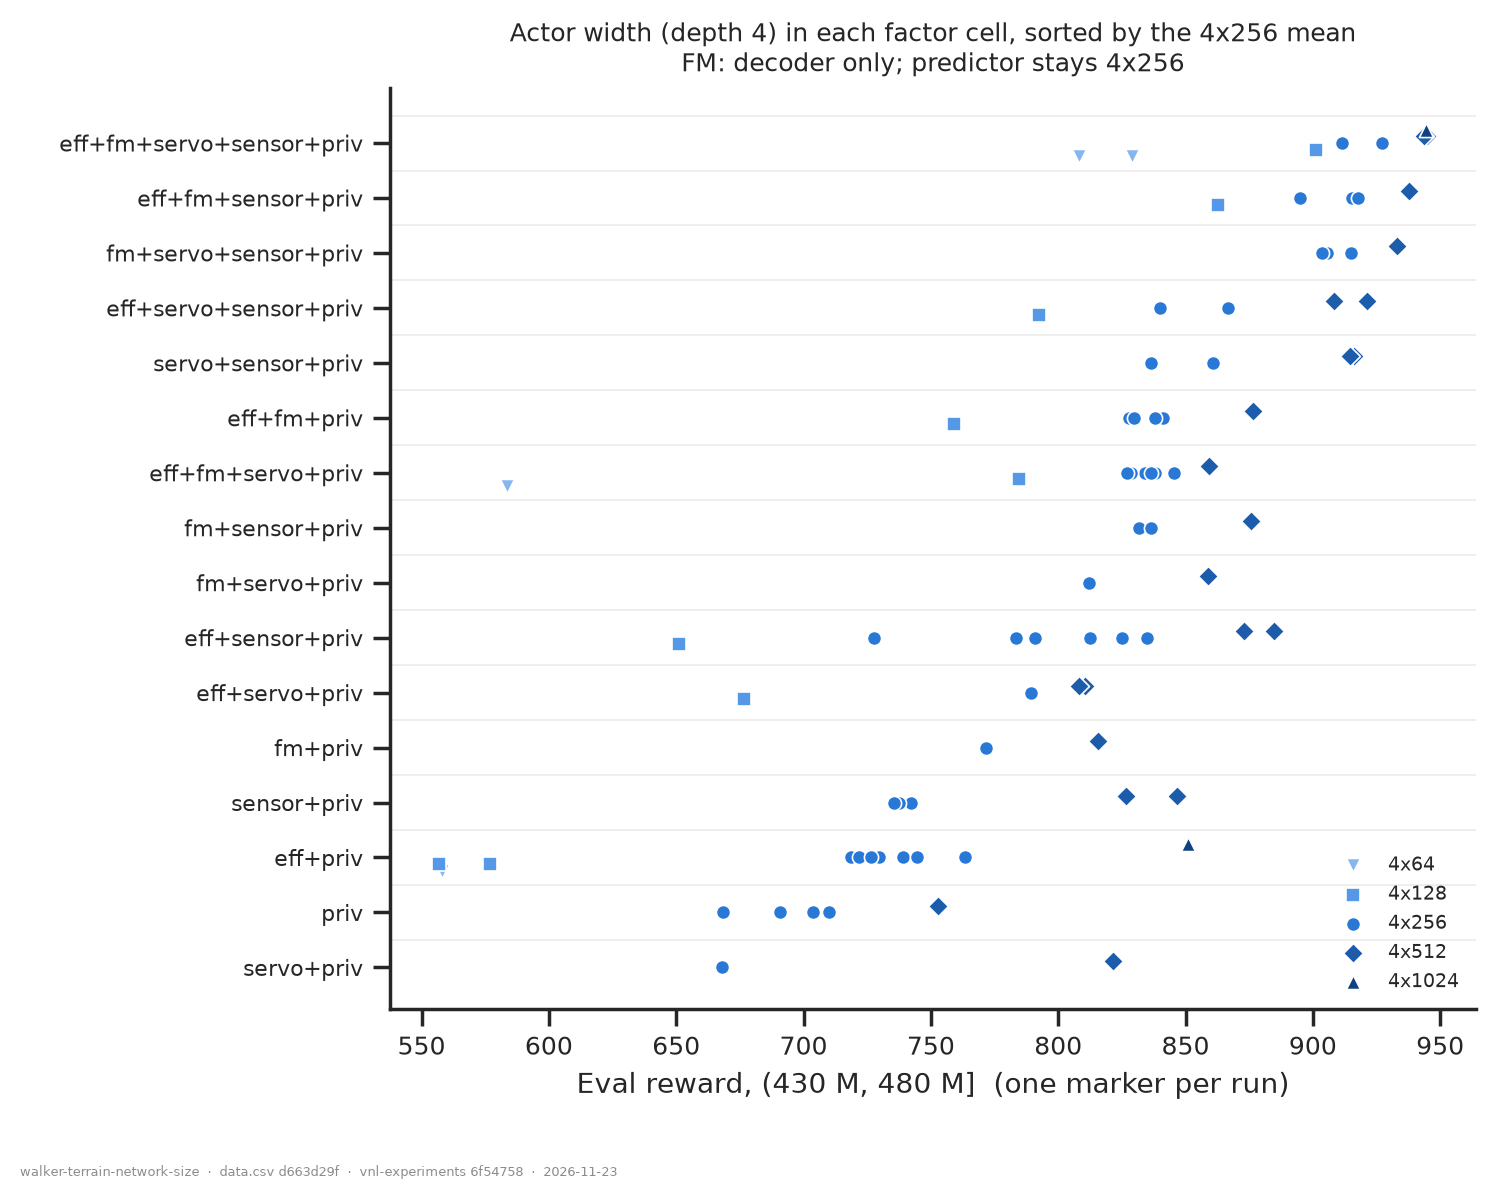 Actor width (depth 4) in each factor cell, sorted by the 4x256 mean
FM: decoder only; predictor stays 4x256
eff+fm+servo+sensor+priv
eff+fm+sensor+priv
fm+servo+sensor+priv
eff+servo+sensor+priv
servo+sensor+priv
eff+fm+priv
eff+fm+servo+priv
fm+sensor+priv
fm+servo+priv
eff+sensor+priv
eff+servo+priv
fm+priv
sensor+priv
eff+priv
priv
servo+priv
4x64
4x128
4x256
4x512
4x1024
550 600 650 700 750 800 850 900 950
Eval reward, (430 M, 480 M]  (one marker per run)
walker-terrain-network-size · data.csv d663d29f · vnl-experiments 6f54758 · 2026-11-23